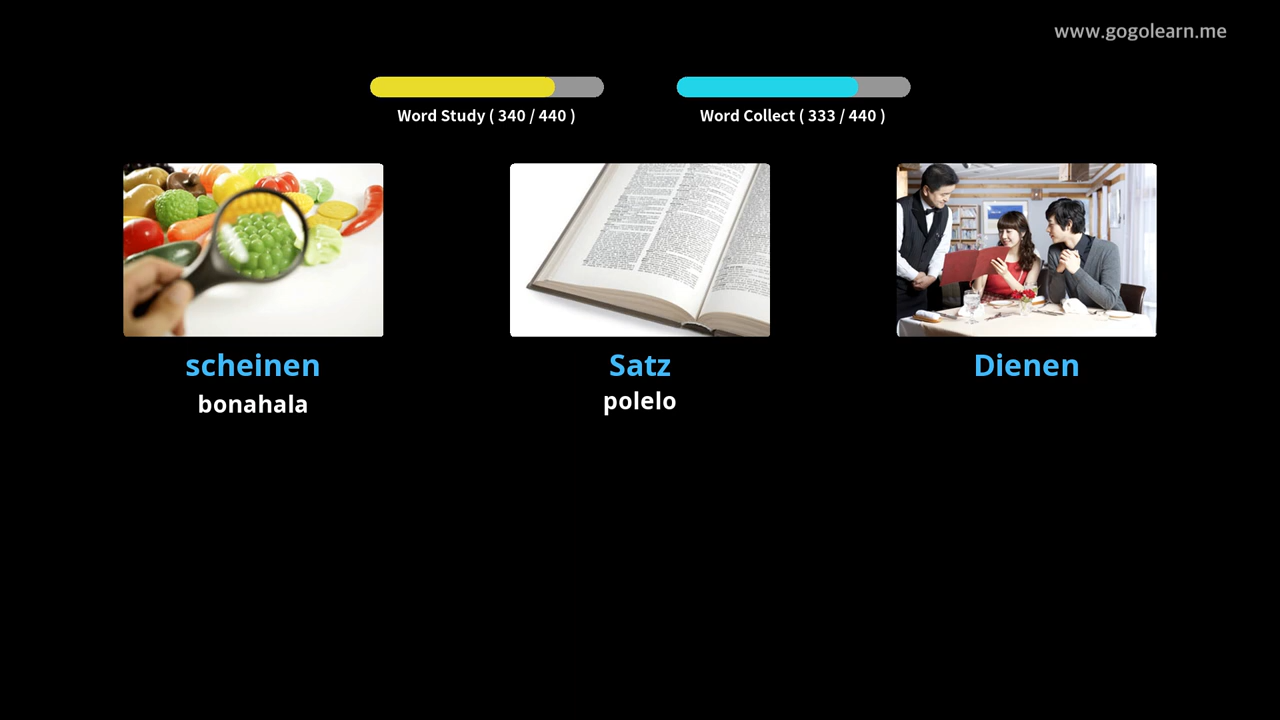 www.gogolearn.me
Word Study ( 340 / 440 )
Word Collect ( 333 / 440 )
scheinen
bonahala
Satz
polelo
Dienen